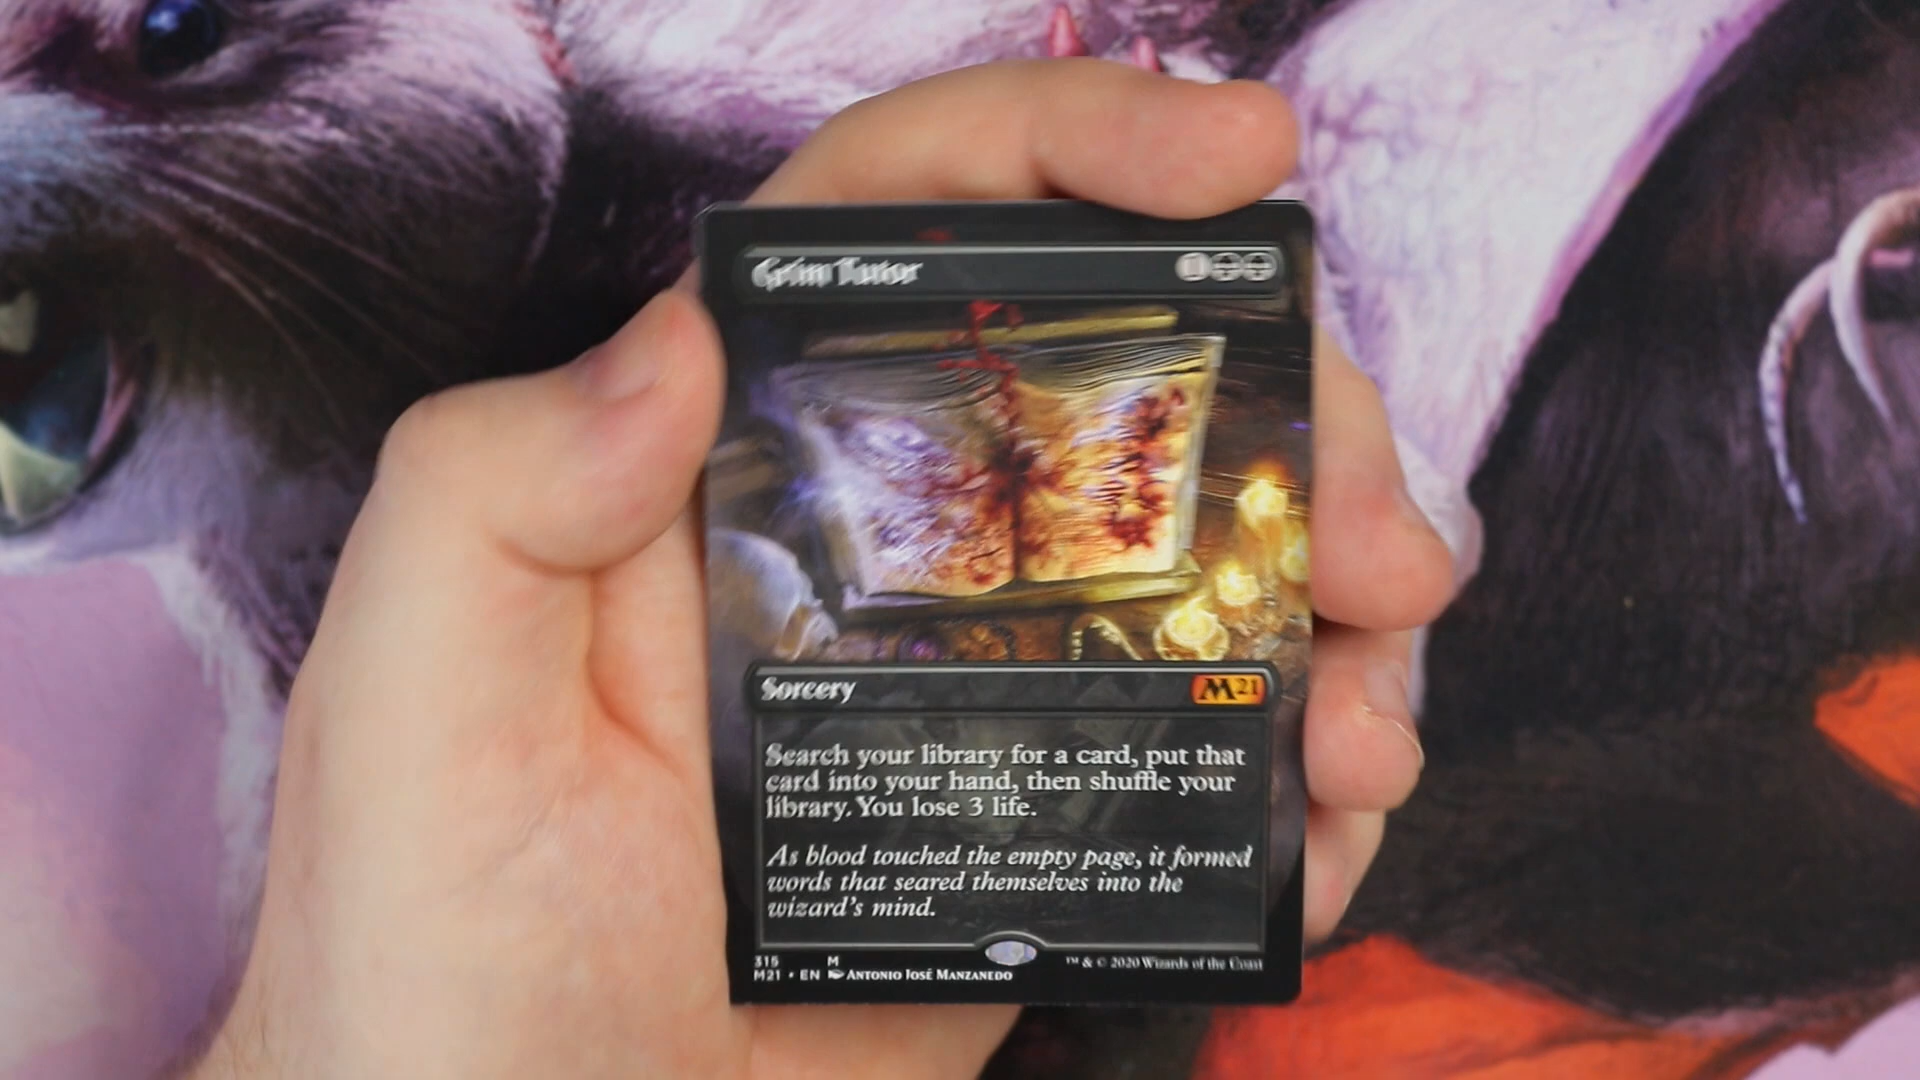 Grim Tutor 1
Sorcery M21
Search your library for a card, put that
card into your hand, then shuffle your
library. You lose 3 life.
As blood touched the empty page, it formed
words that seared themselves into the
wizard's mind.
315 M
M21 • EN Antonio José Manzanedo
™ & © 2020 Wizards of the Coast